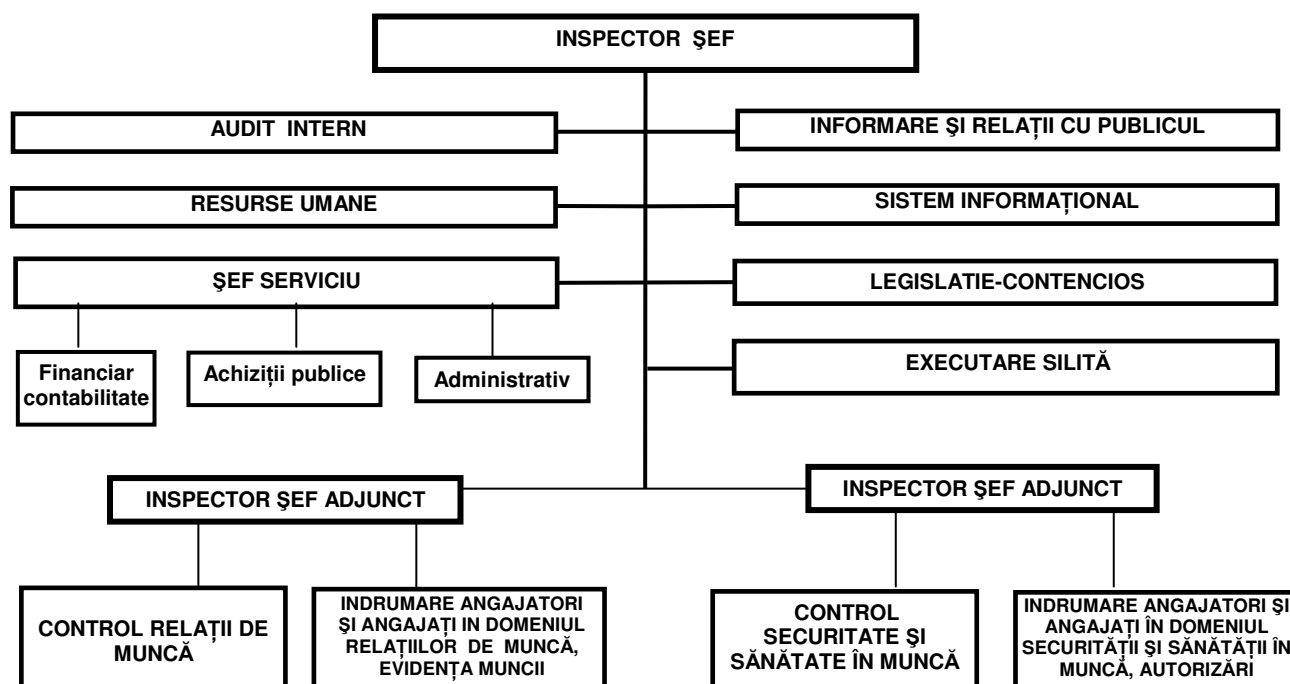 INSPECTOR ŞEF
AUDIT INTERN
INFORMARE ŞI RELAȚII CU PUBLICUL
RESURSE UMANE
SISTEM INFORMAȚIONAL
ŞEF SERVICIU
LEGISLATIE-CONTENCIOS
Financiar
contabilitate
Achiziții publice
Administrativ
EXECUTARE SILITĂ
INSPECTOR ŞEF ADJUNCT
INSPECTOR ŞEF ADJUNCT
CONTROL RELAȚII DE
MUNCĂ
INDRUMARE ANGAJATORI
ŞI ANGAJAȚI IN DOMENIUL
RELAȚIILOR DE MUNCĂ,
EVIDENȚA MUNCII
CONTROL
SECURITATE ŞI
SĂNĂTATE ÎN MUNCĂ
INDRUMARE ANGAJATORI ŞI
ANGAJAȚI ÎN DOMENIUL
SECURITĂȚII ŞI SĂNĂTĂȚII ÎN
MUNCĂ, AUTORIZĂRI